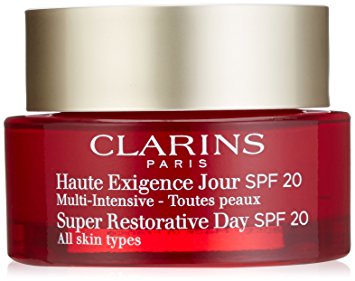 CLARINS
PARIS
Haute Exigence Jour SPF 20
Multi-Intensive - Toutes peaux
Super Restorative Day SPF 20
All skin types